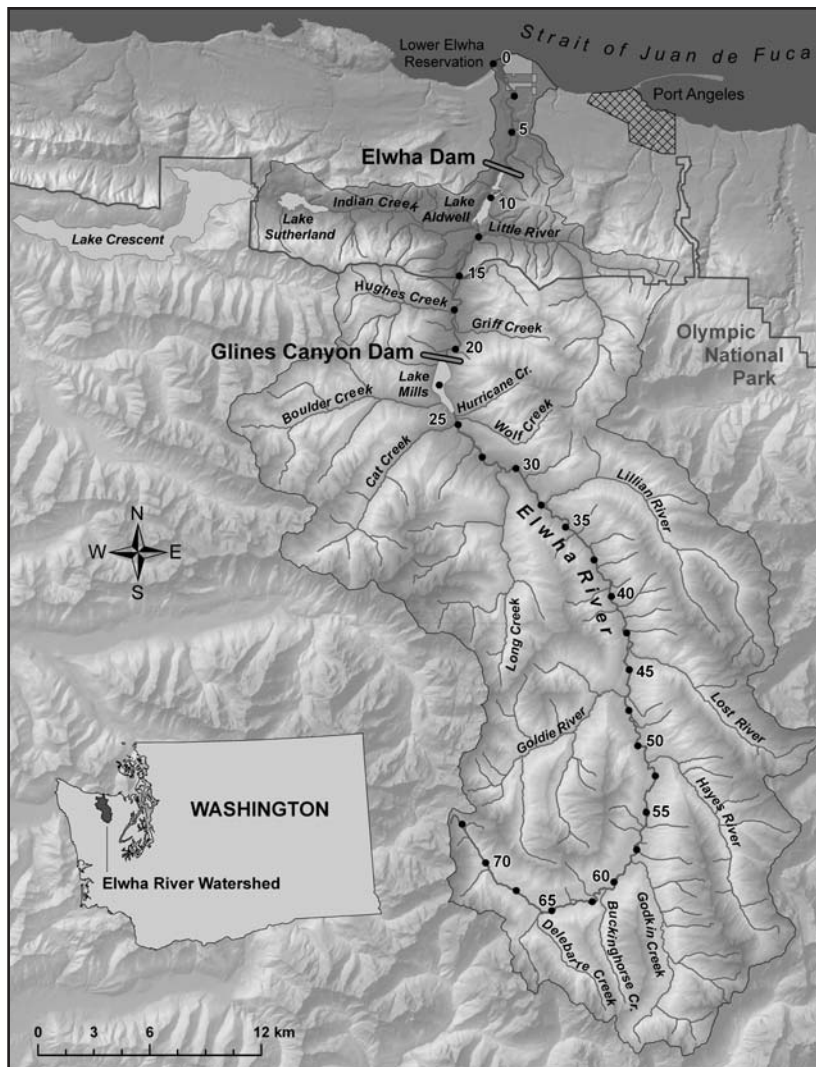 Strait of Juan de Fuca
Lower Elwha
Reservation
0
Port Angeles
5
Elwha Dam
10
Indian Creek
Lake
Aldwell
Lake
Sutherland
Little River
Lake Crescent
15
Hughes Creek
Griff Creek
Olympic
National
Park
20
Glines Canyon Dam
Lake
Mills
Hurricane Cr.
Boulder Creek
25
Wolf Creek
Cat Creek
30
Lillian River
35
Elwha River
N
W E
S
40
Long Creek
45
Lost River
Goldie River
50
Hayes River
55
WASHINGTON
70
60
Elwha River Watershed
65
Delebarre Creek
Buckinghorse Cr.
Godkin Creek
0 3 6 12 km